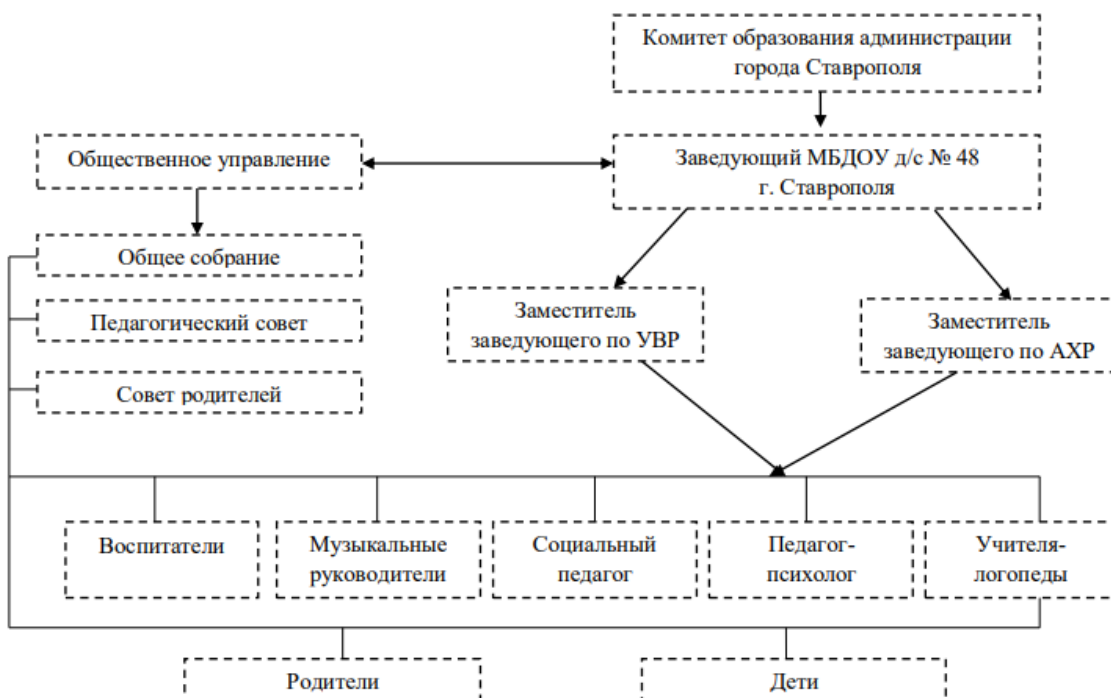 Комитет образования администрации
города Ставрополя
Общественное управление
Заведующий МБДОУ д/с № 48
г. Ставрополя
Общее собрание
Педагогический совет
Совет родителей
Заместитель
заведующего по УВР
Заместитель
заведующего по АХР
Воспитатели
Музыкальные
руководители
Социальный
педагог
Педагог-
психолог
Учителя-
логопеды
Родители
Дети